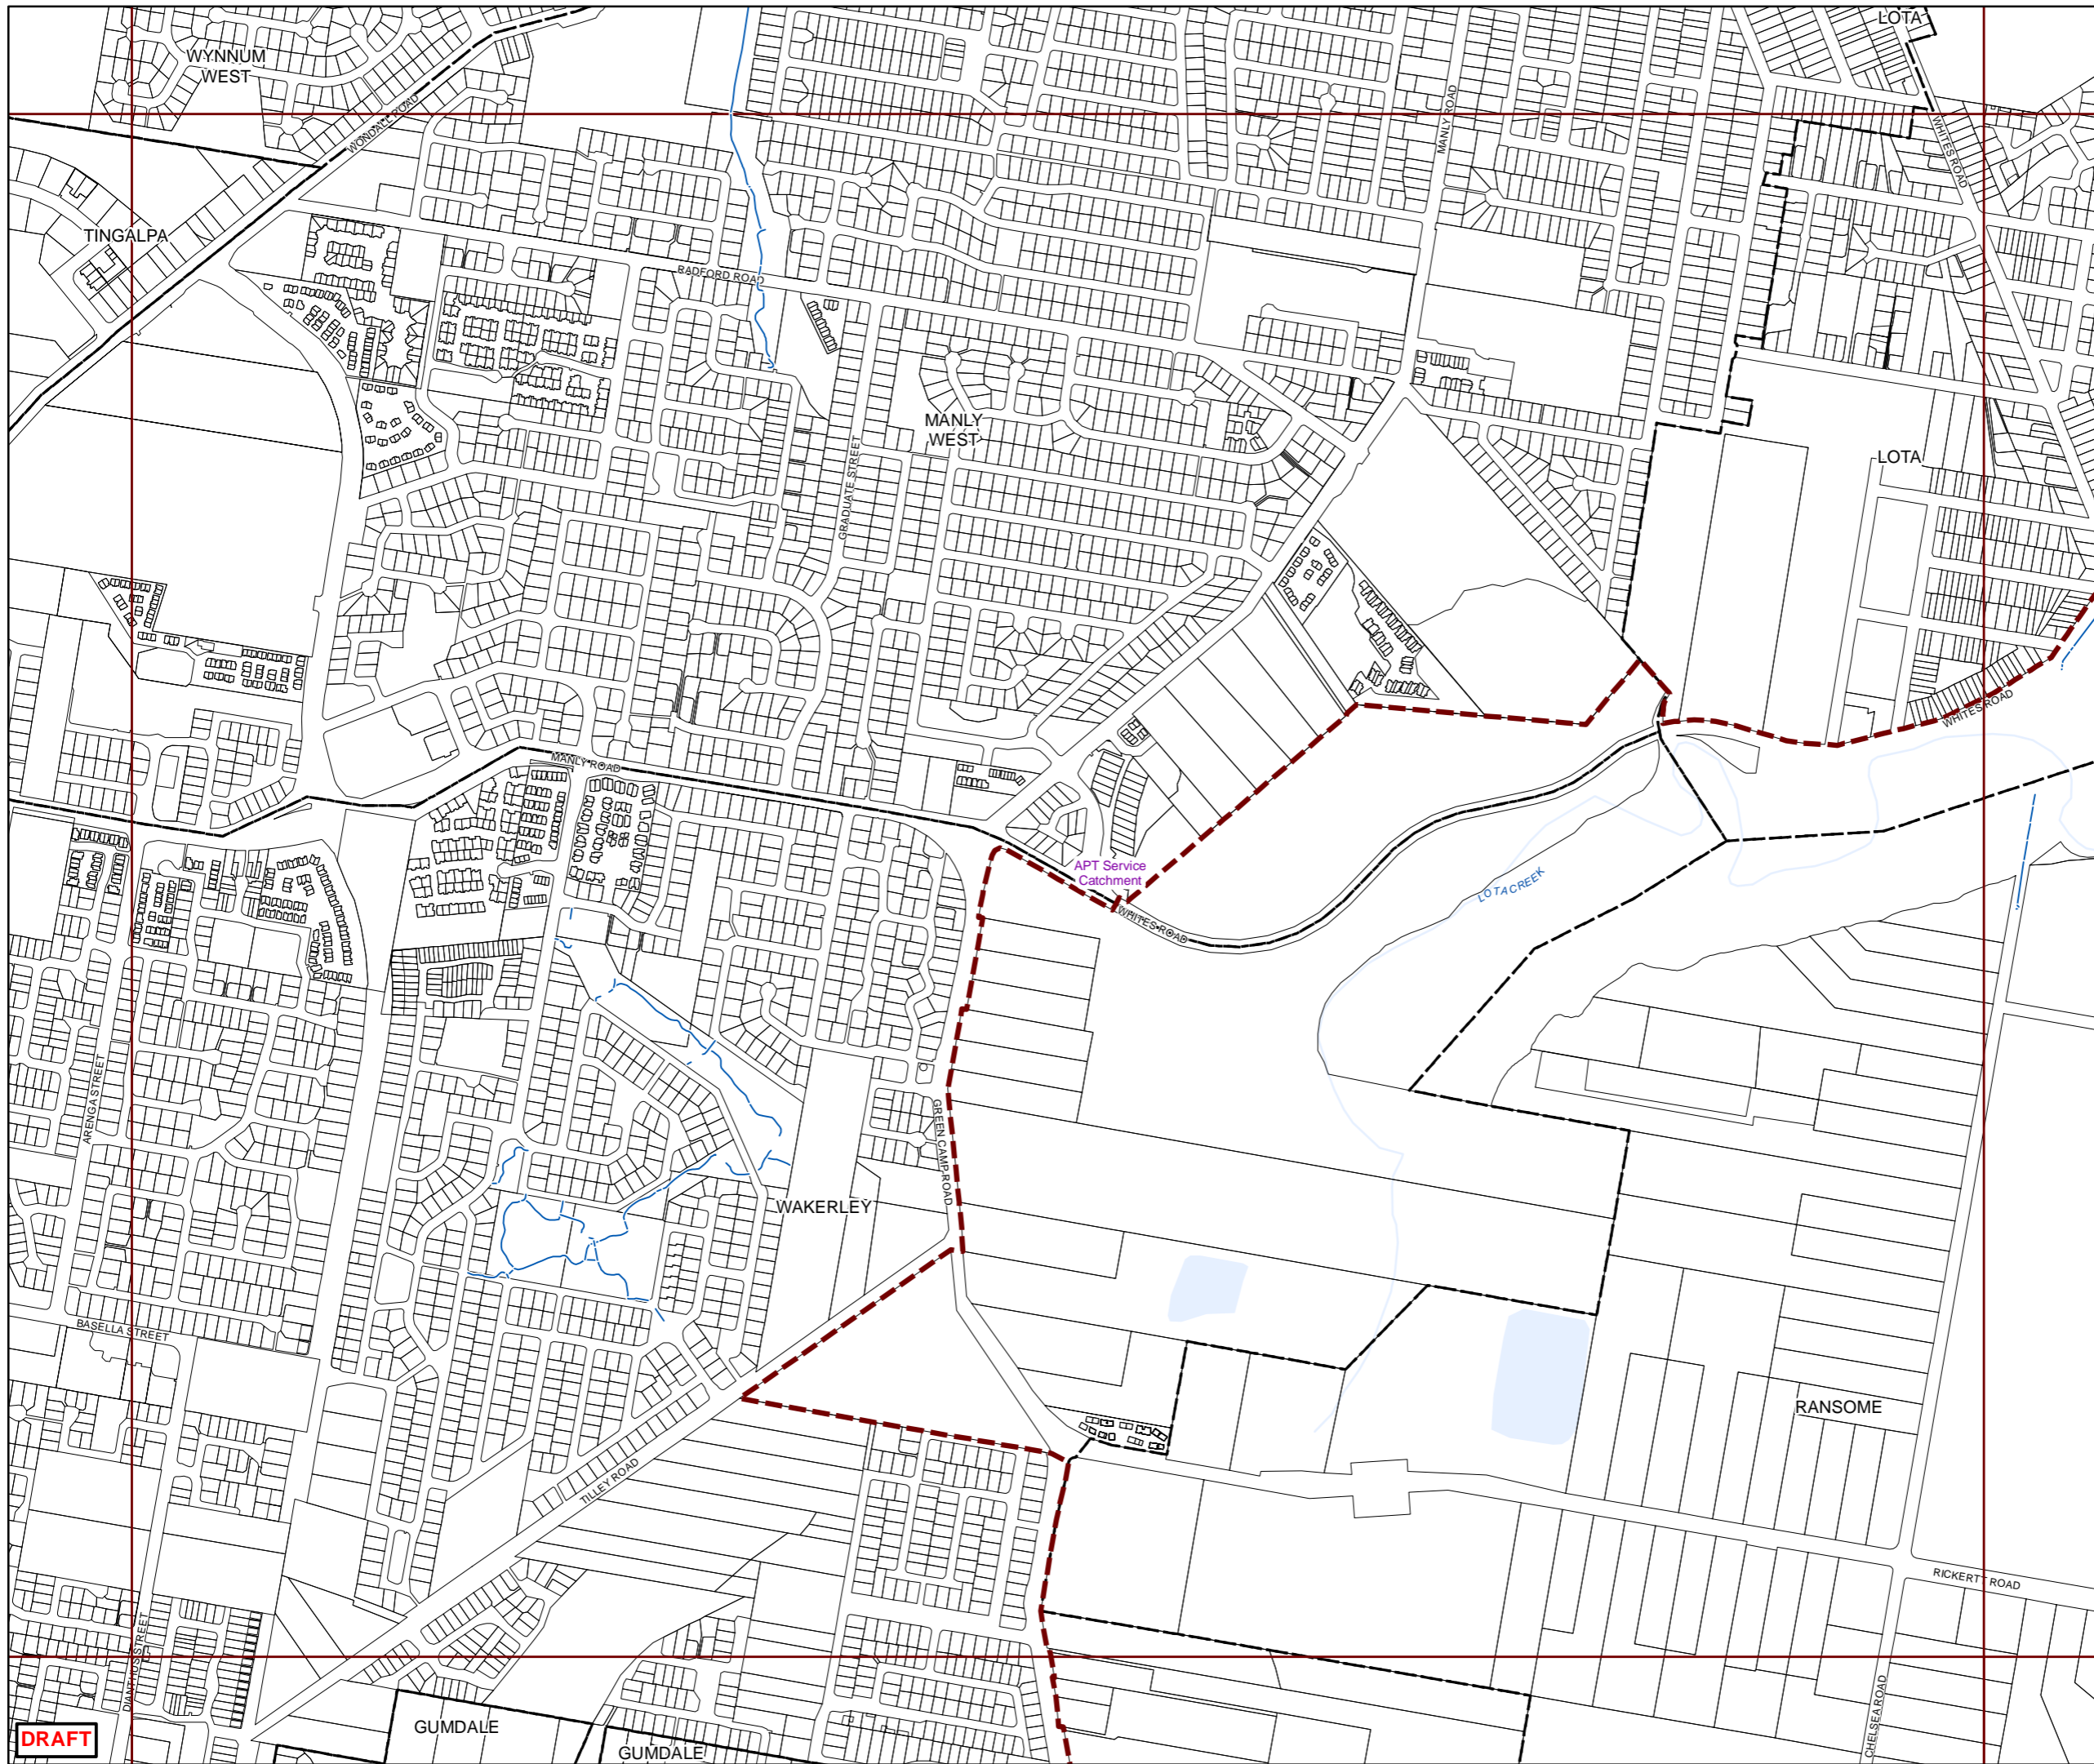 LOTA
WYNNUM
WEST
WONDALL ROAD
MANLY ROAD
WHITES ROAD
TINGALPA
RADFORD ROAD
MANLY
WEST
GRADUATE STREET
LOTA
WHITES ROAD
MANLY ROAD
APT Service
Catchment
LOTA CREEK
WHITES ROAD
ARENGA STREET
GREEN CAMP ROAD
WAKERLEY
BASELLA STREET
RANSOME
TILLEY ROAD
RICKERTT ROAD
DIANTHUS STREET
CHELSEA ROAD
GUMDALE
DRAFT
GUMDALE